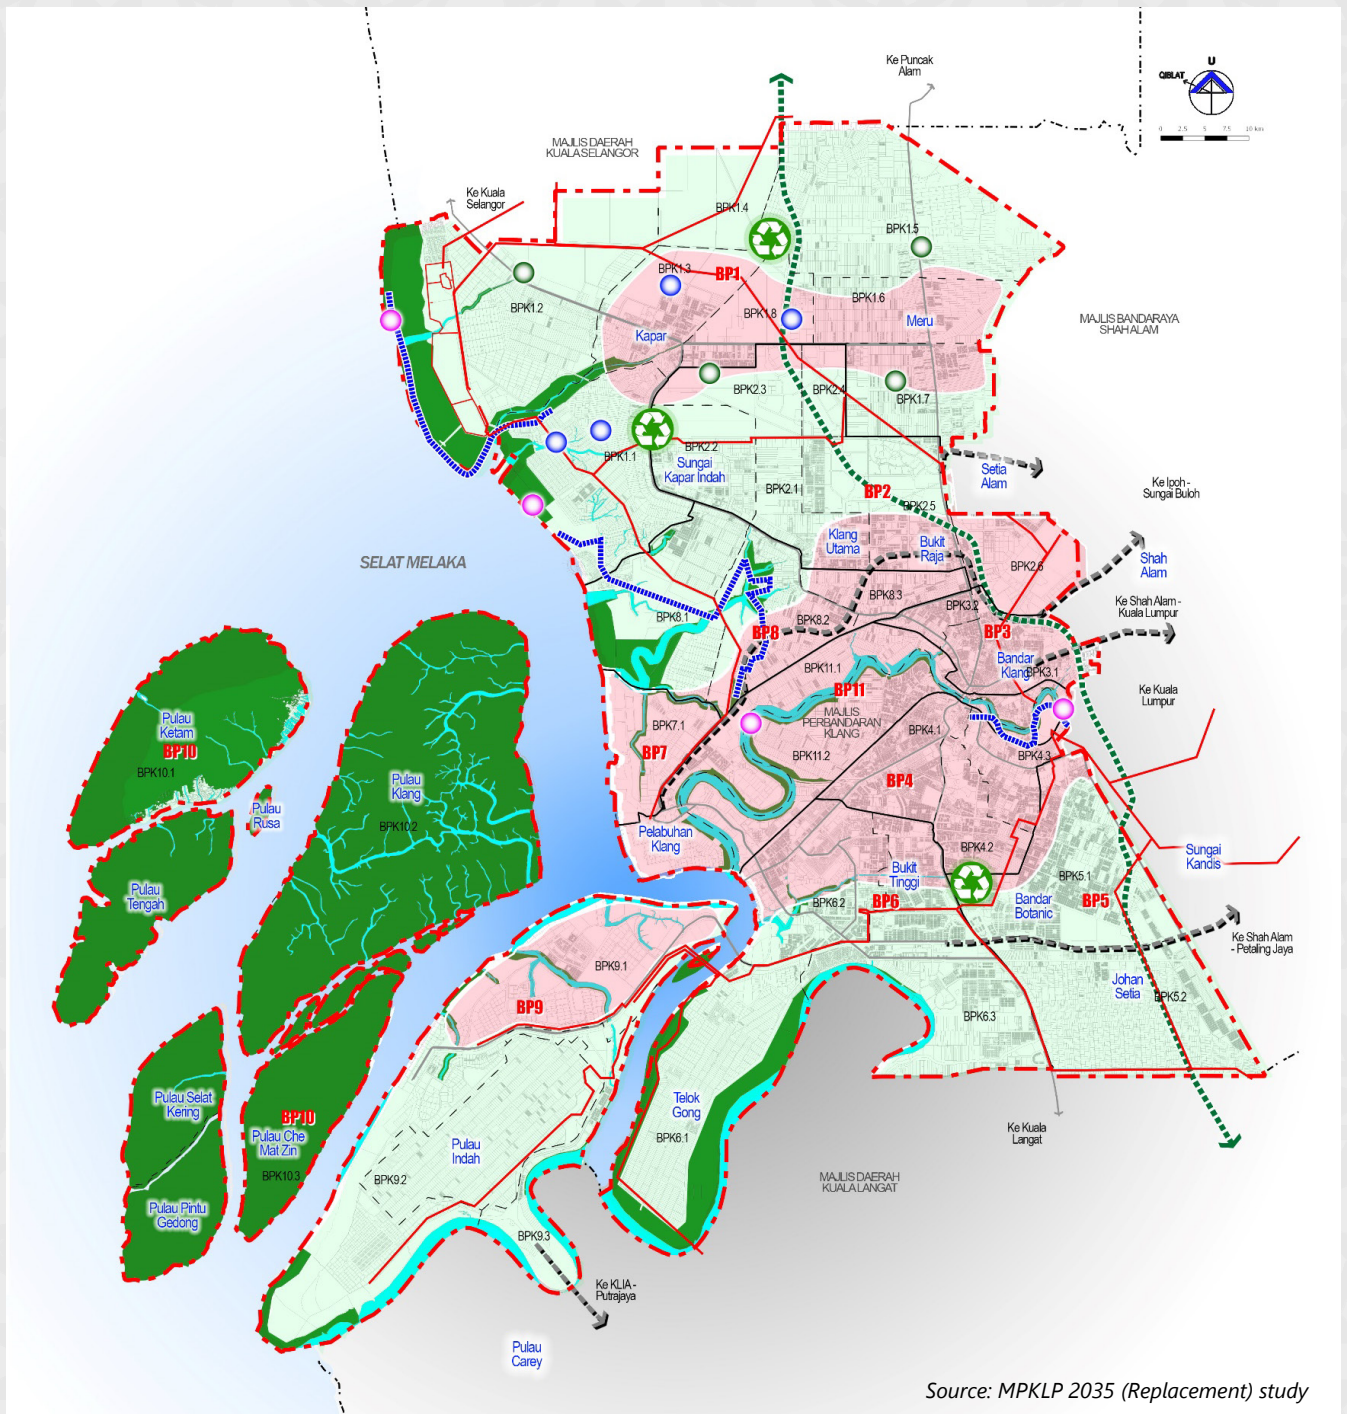 Ke Puncak
Alam
U
QIBLAT
0 2.5 5 7.5 10 km
MAJLIS DAERAH
KUALA SELANGOR
Ke Kuala
Selangor
BPK1.4
BPK1.5
BPK1.3
BP1
BPK1.2
BPK1.6
BPK1.8
Meru
MAJLIS BANDARAYA
SHAH ALAM
Kapar
BPK2.3
BPK2.4
BPK1.7
BPK2.2
BPK1.1
Sungai
Kapar Indah
Setia
Alam
BPK2.1
BP2
BPK2.5
Ke Ipoh -
Sungai Buloh
Klang
Utama
Bukit
Raja
SELAT MELAKA
BPK2.6
Shah
Alam
BPK8.3
BPK3.2
Ke Shah Alam -
Kuala Lumpur
BPK8.1
BPK8.2
BP8
BP3
Bandar
Klang
BPK3.1
BPK11.1
BP11
Ke Kuala
Lumpur
MAJLIS
PERBANDARAN
KLANG
BPK7.1
BP7
BPK4.1
BPK11.2
BPK4.3
BP4
Pulau
Ketam
BP10
BPK10.1
Pulau
Klang
BPK10.2
Pulau
Rusa
Pelabuhan
Klang
BPK4.2
Sungai
Kandis
Bukit
Tinggi
BPK5.1
Pulau
Tengah
BPK6.2
BP6
Bandar
Botanic
BP5
Ke Shah Alam
- Petaling Jaya
BPK9.1
BP9
Johan
Setia
BPK5.2
BPK6.3
Pulau Selat
Kering
Telok
Gong
BP10
Pulau Che
Mat Zin
BPK10.3
Pulau
Indah
BPK6.1
Ke Kuala
Langat
BPK9.2
MAJLIS DAERAH
KUALA LANGAT
Pulau Pintu
Gedong
BPK9.3
Ke KLIA -
Putrajaya
Pulau
Carey
Source: MPKLP 2035 (Replacement) study